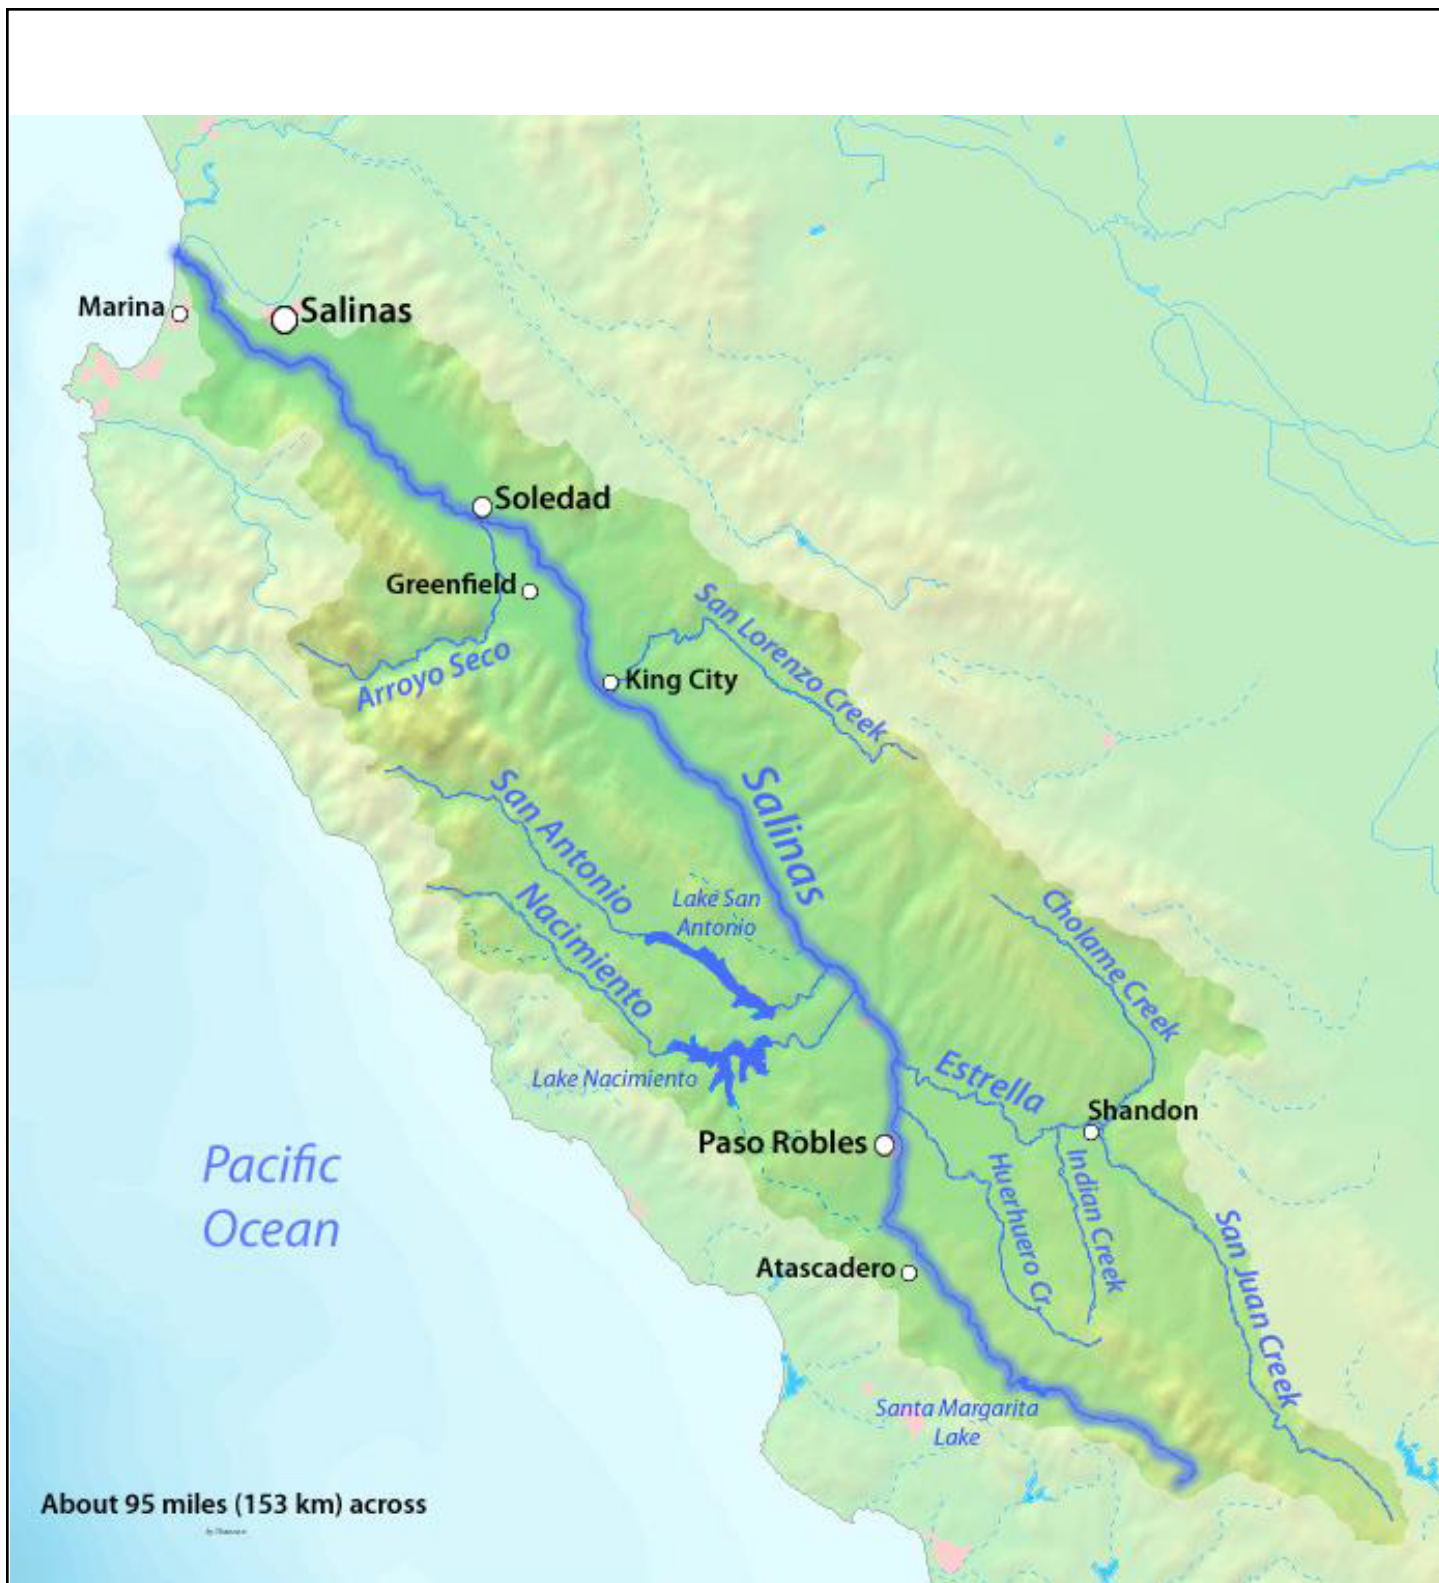 Marina
Salinas
Soledad
Greenfield
San Lorenzo Creek
Arroyo Seco
King City
Salinas
San Antonio
Nacimiento
Lake San
Antonio
Cholame Creek
Lake Nacimiento
Estrella
Shandon
Paso Robles
Huerhuero Cr.
Indian Creek
San Juan Creek
Pacific
Ocean
Atascadero
Santa Margarita
Lake
About 95 miles (153 km) across